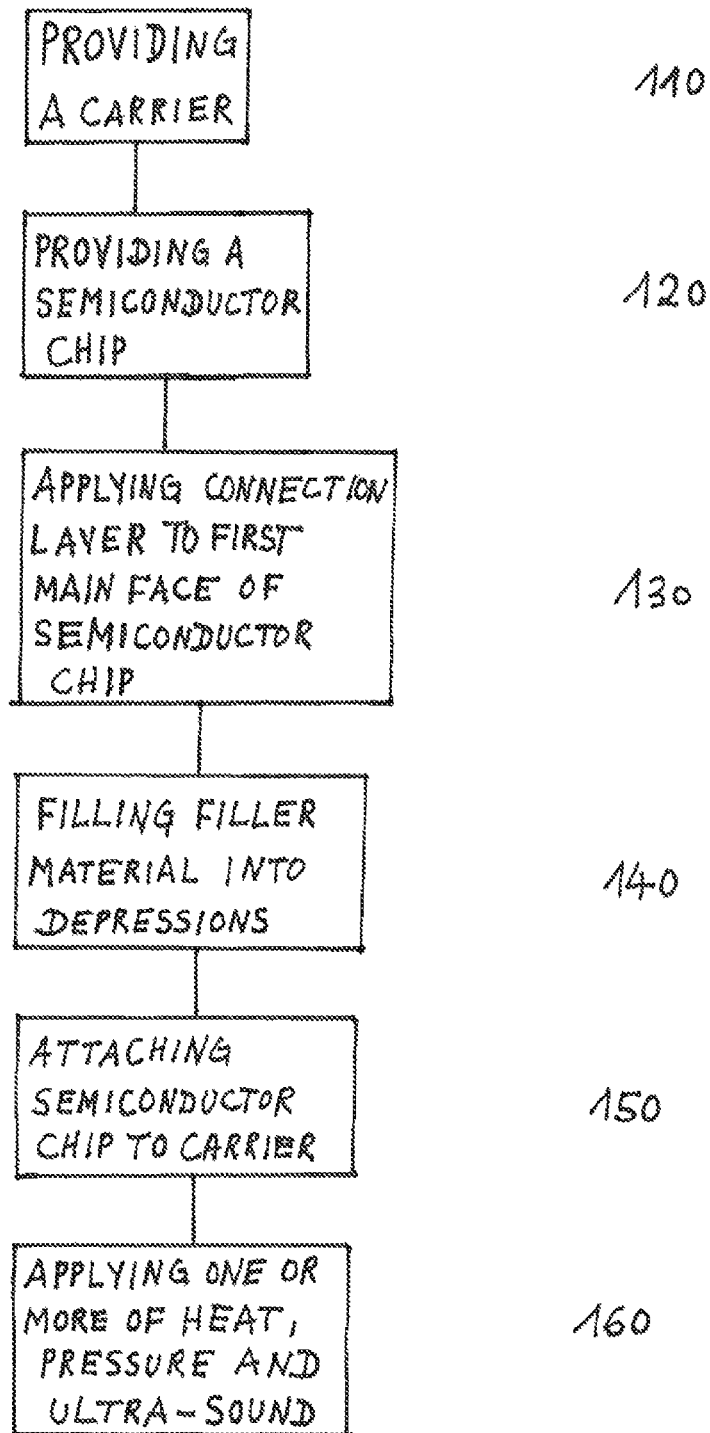 PROVIDING
A CARRIER
110
PROVIDING A
SEMICONDUCTOR
CHIP
120
APPLYING CONNECTION
LAYER TO FIRST
MAIN FACE OF
SEMICONDUCTOR
CHIP
130
FILLING FILLER
MATERIAL INTO
DEPRESSIONS
140
ATTACHING
SEMICONDUCTOR
CHIP TO CARRIER
150
APPLYING ONE OR
MORE OF HEAT,
PRESSURE AND
ULTRA-SOUND
160